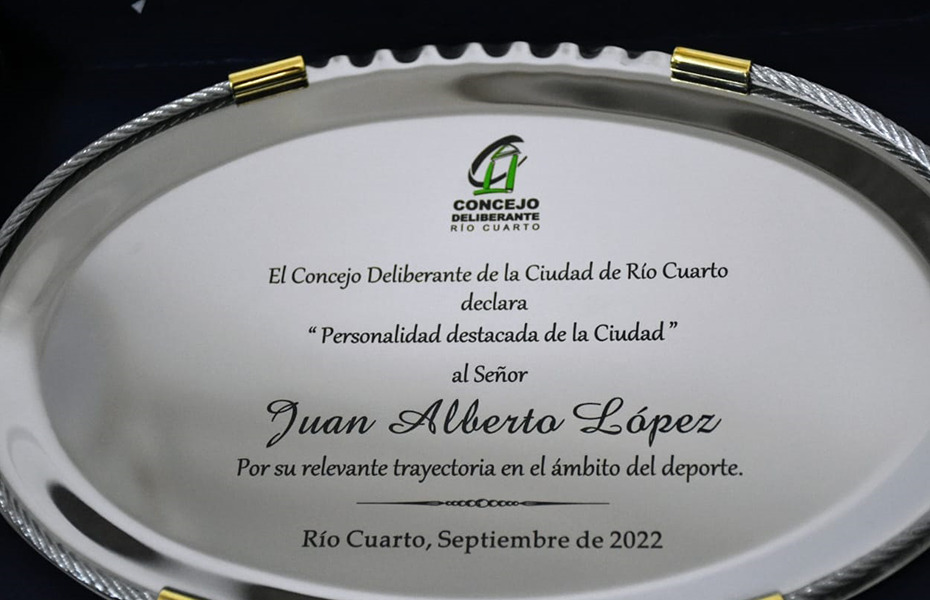 CONCEJO
DELIBERANTE
RÍO CUARTO
El Concejo Deliberante de la Ciudad de Río Cuarto
declara
“ Personalidad destacada de la Ciudad ”
al Señor
Juan Alberto López
Por su relevante trayectoria en el ámbito del deporte.
Río Cuarto, Septiembre de 2022